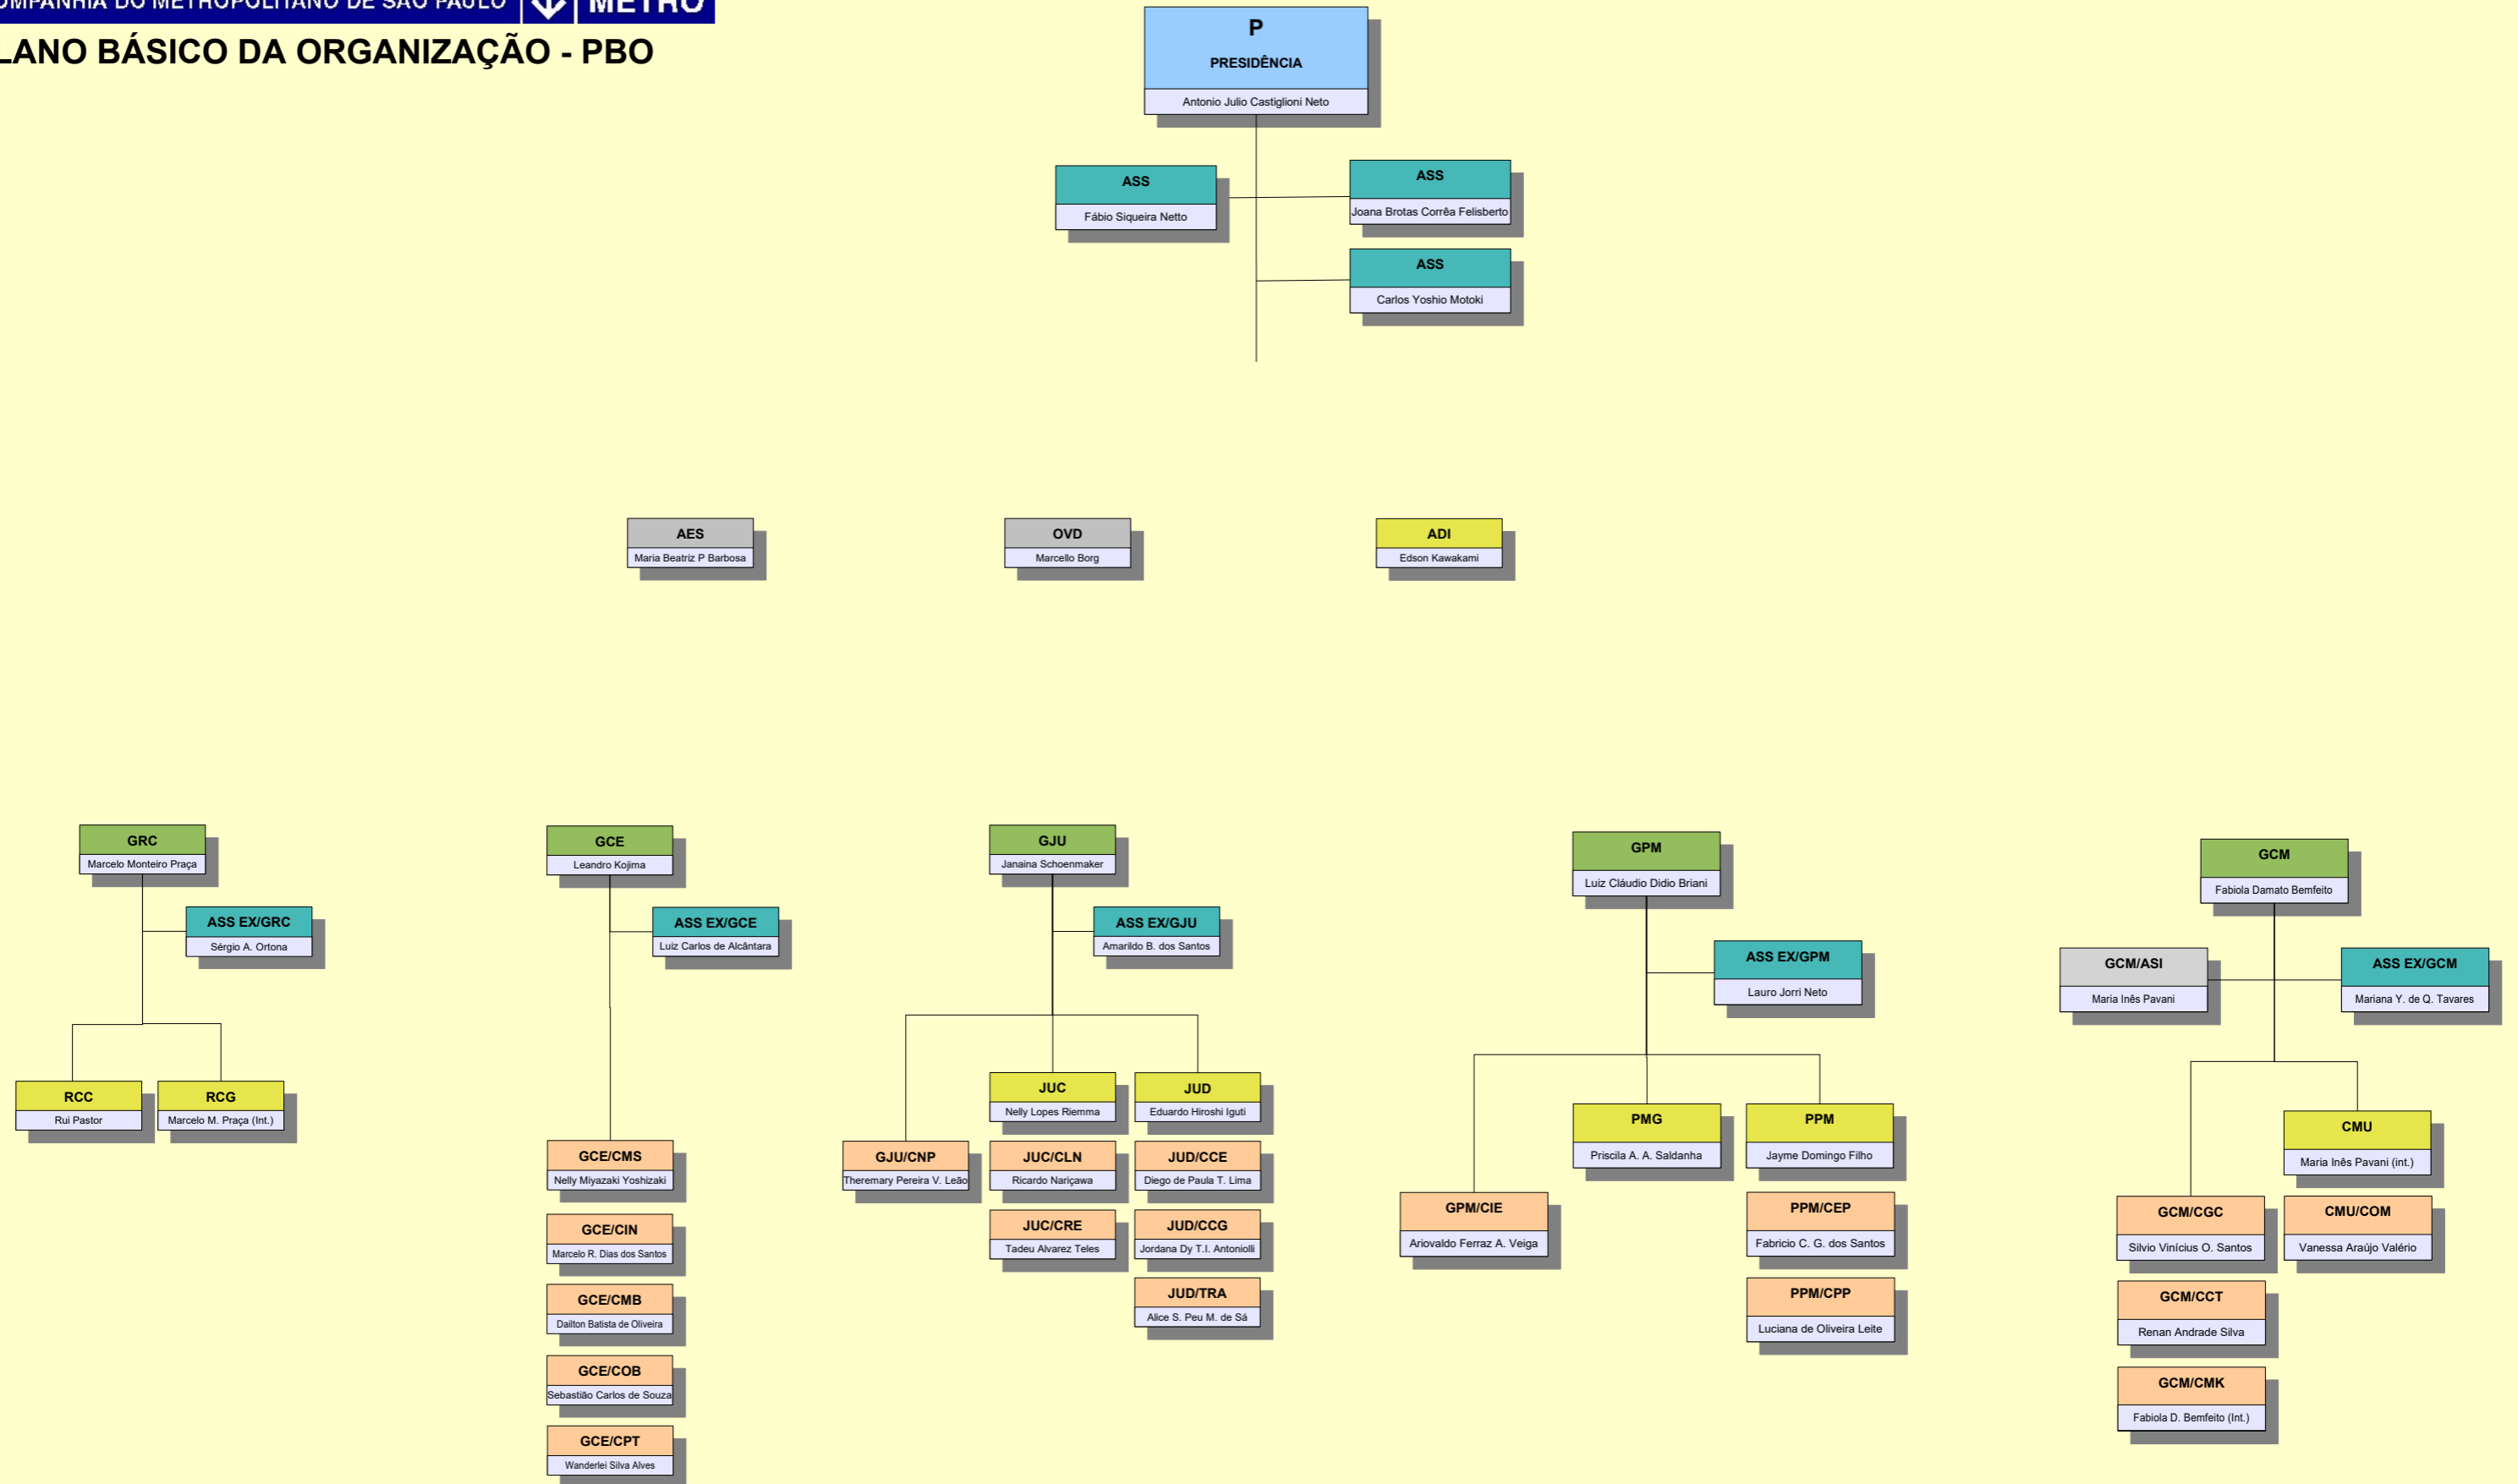 OMPANHIA DO METROPOLITANO DE SÃO PAULO METRÔ
LANO BÁSICO DA ORGANIZAÇÃO - PBO
P
PRESIDÊNCIA
Antonio Julio Castiglioni Neto
ASS
Fábio Siqueira Netto
ASS
Joana Brotas Corrêa Felisberto
ASS
Carlos Yoshio Motoki
AES
Maria Beatriz P Barbosa
OVD
Marcello Borg
ADI
Edson Kawakami
GRC
Marcelo Monteiro Praça
ASS EX/GRC
Sérgio A. Ortona
RCC
Rui Pastor
RCG
Marcelo M. Praça (Int.)
GCE
Leandro Kojima
ASS EX/GCE
Luiz Carlos de Alcântara
GCE/CMS
Nelly Miyazaki Yoshizaki
GCE/CIN
Marcelo R. Dias dos Santos
GCE/CMB
Dailton Batista de Oliveira
GCE/COB
Sebastião Carlos de Souza
GCE/CPT
Wanderlei Silva Alves
GJU
Janaina Schoenmaker
ASS EX/GJU
Amarildo B. dos Santos
GJU/CNP
Theremary Pereira V. Leão
JUC
Nelly Lopes Riemma
JUC/CLN
Ricardo Nariçawa
JUC/CRE
Tadeu Alvarez Teles
JUD
Eduardo Hiroshi Iguti
JUD/CCE
Diego de Paula T. Lima
JUD/CCG
Jordana Dy T.I. Antoniolli
JUD/TRA
Alice S. Peu M. de Sá
GPM
Luiz Cláudio Didio Briani
ASS EX/GPM
Lauro Jorri Neto
GPM/CIE
Ariovaldo Ferraz A. Veiga
PMG
Priscila A. A. Saldanha
PPM
Jayme Domingo Filho
PPM/CEP
Fabricio C. G. dos Santos
PPM/CPP
Luciana de Oliveira Leite
GCM
Fabiola Damato Bemfeito
GCM/ASI
Maria Inês Pavani
ASS EX/GCM
Mariana Y. de Q. Tavares
GCM/CGC
Silvio Vinícius O. Santos
GCM/CCT
Renan Andrade Silva
GCM/CMK
Fabiola D. Bemfeito (Int.)
CMU
Maria Inês Pavani (int.)
CMU/COM
Vanessa Araújo Valério